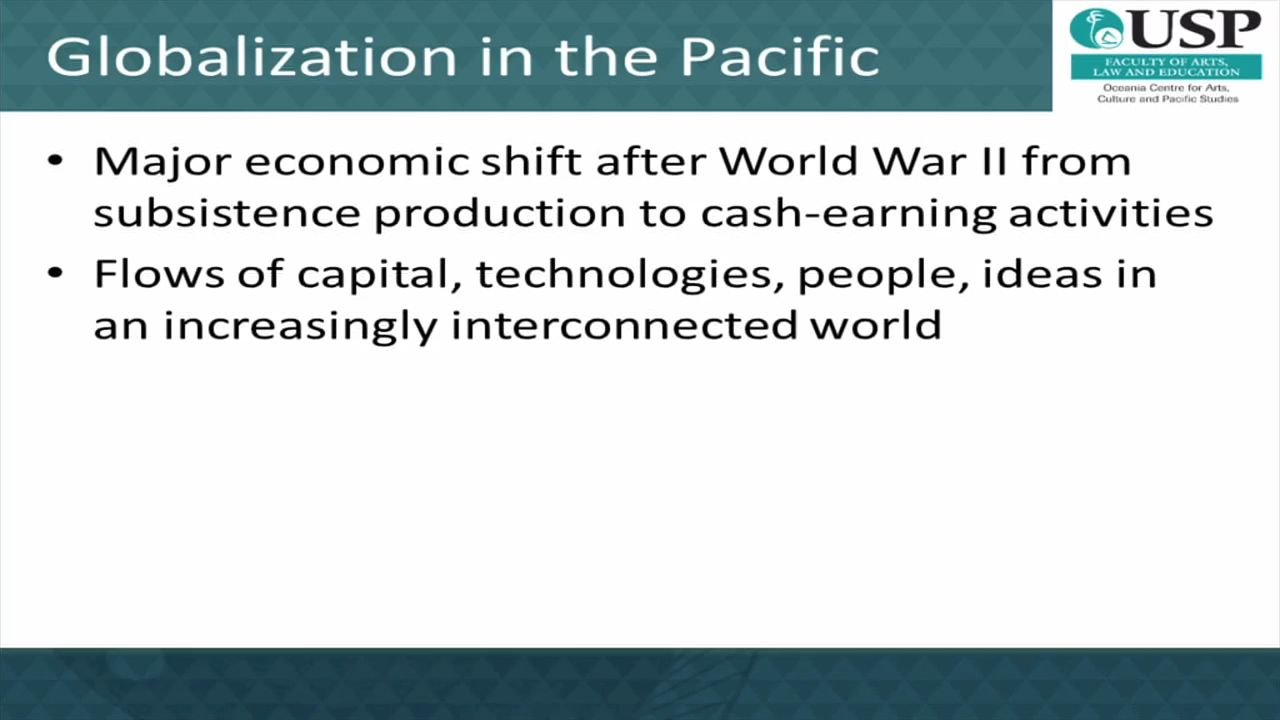 Globalization in the Pacific
USP
FACULTY OF ARTS,
LAW AND EDUCATION
Oceania Centre for Arts,
Culture and Pacific Studies
• Major economic shift after World War II from
subsistence production to cash-earning activities
• Flows of capital, technologies, people, ideas in
an increasingly interconnected world